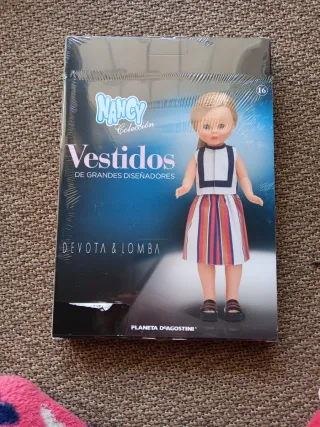 16
NANCY
Colección
Vestidos
DE GRANDES DISEÑADORES
DEVOTA & LOMBA
PLANETA DEAGOSTINI